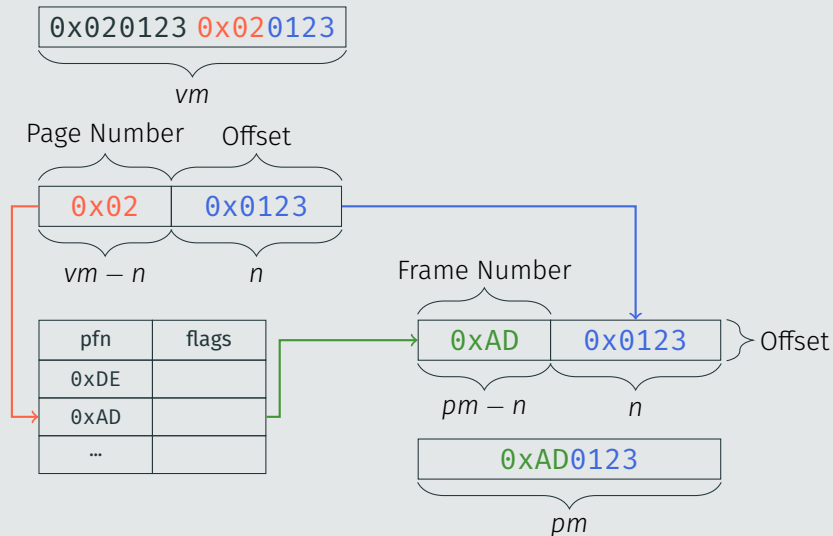 0x020123 0x020123
vm
Page Number Offset
0x02 0x0123
vm − n n
Frame Number
pfn flags
0xAD 0x0123 Offset
0xDE
pm − n n
0xAD
...
0xAD0123
pm